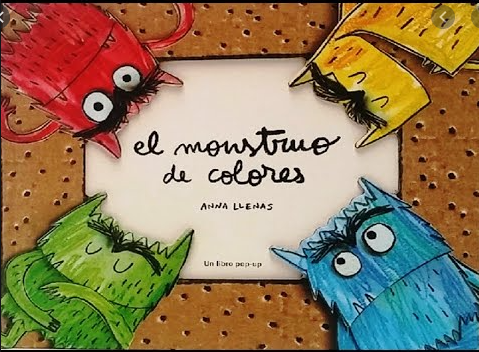 el monstruo
de colores
ANNA LLENAS
Un libro pop-up